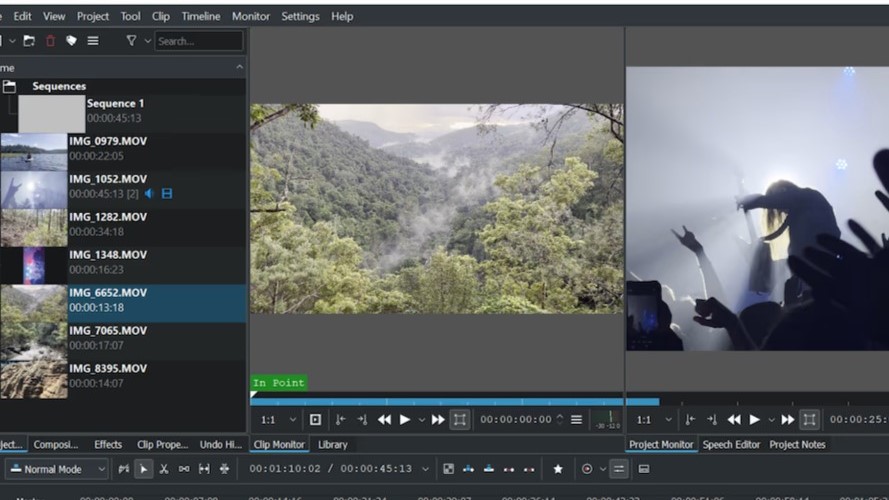 Edit View Project Tool Clip Timeline Monitor Settings Help
Search...
Sequences
Sequence 1
00:00:45:13
IMG_0979.MOV
00:00:22:05
IMG_1052.MOV
00:00:45:13 [2]
IMG_1282.MOV
00:00:34:18
IMG_1348.MOV
00:00:16:23
IMG_6652.MOV
00:00:13:18
IMG_7065.MOV
00:00:17:07
IMG_8395.MOV
00:00:14:07
In Point
1:1 00:00:00:00 -20 -12 0
1:1 00:00:25:
Composi... Effects Clip Prope... Undo Hi... Clip Monitor Library Project Monitor Speech Editor Project Notes
Normal Mode 00:01:10:02 / 00:00:45:13